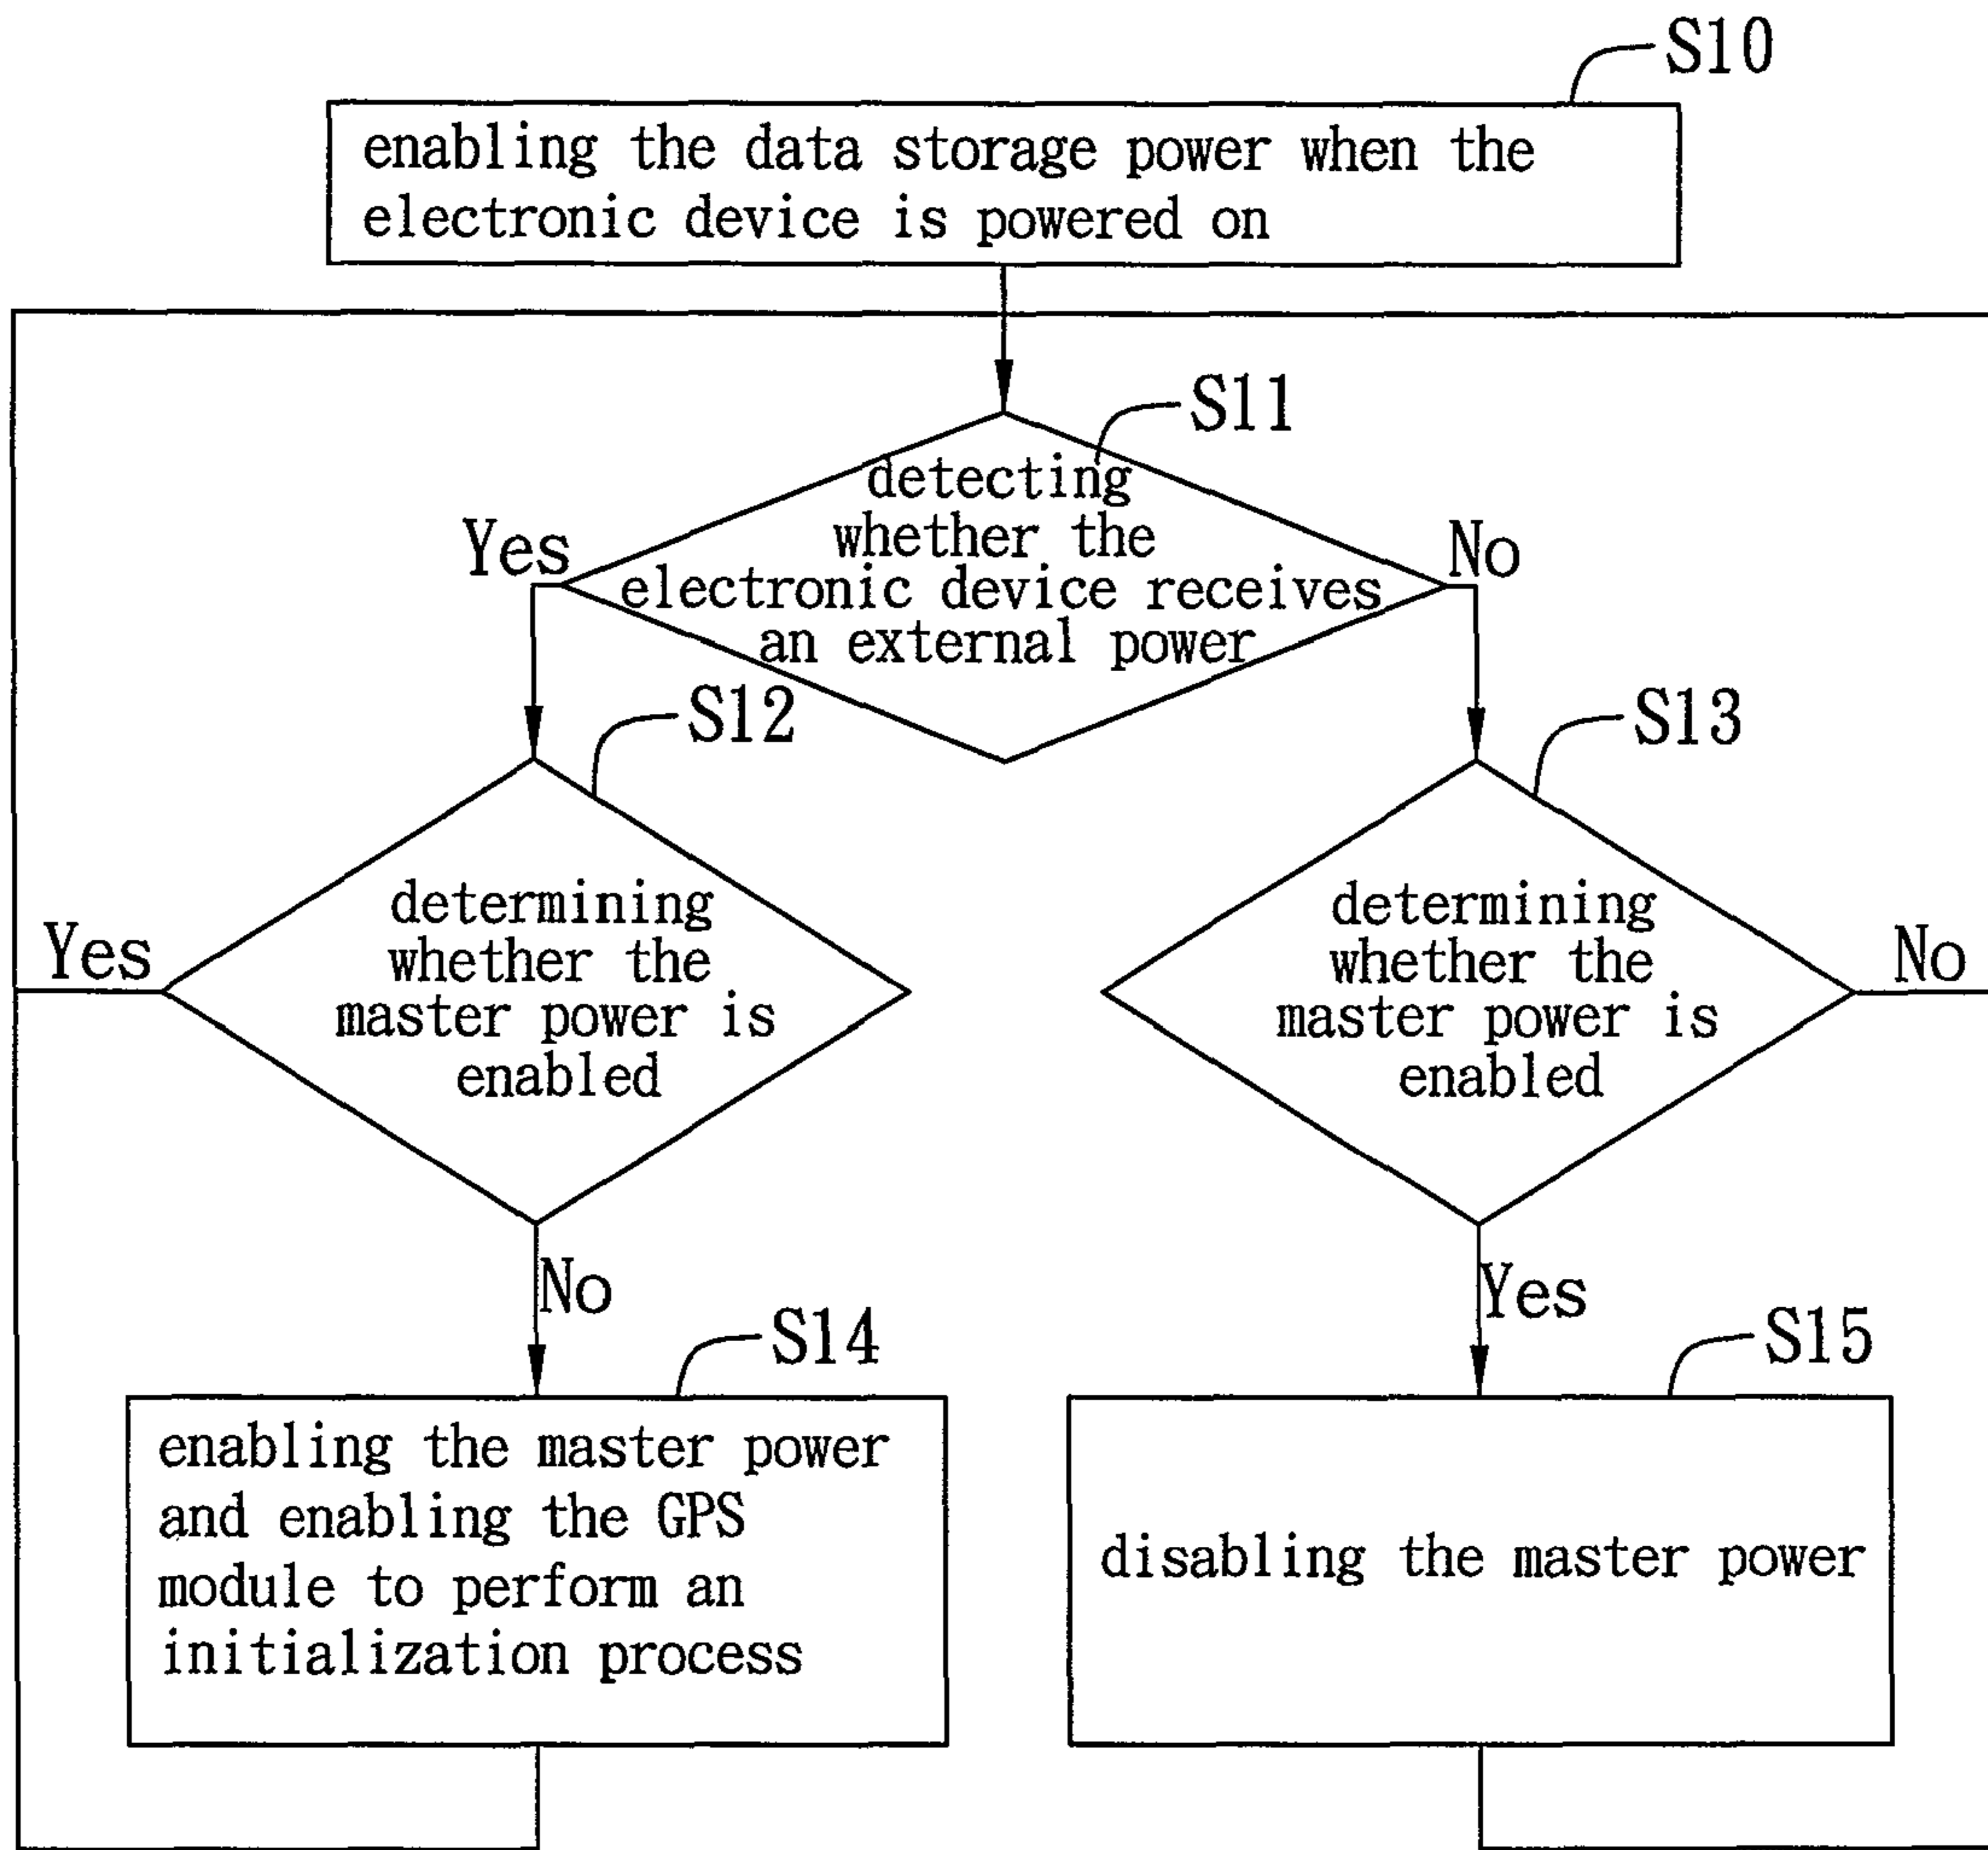 S10
enabling the data storage power when the
electronic device is powered on
S11
detecting
whether the
electronic device receives
an external power
Yes
No
S12
determining
whether the
master power is
enabled
Yes
No
S13
determining
whether the
master power is
enabled
No
Yes
S14
enabling the master power
and enabling the GPS
module to perform an
initialization process
S15
disabling the master power